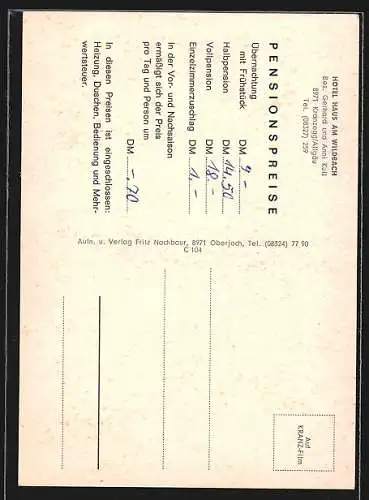 HOTEL HAUS AM WILDBACH
Bes. Gerhard und Anni Kulb
8971 Kranzegg/Allgäu
Tel. (08327) 259
PENSIONSPREISE
Übernachtung
mit Frühstück DM 9.-
Halbpension DM 14.50
Vollpension DM 18.-
Einzelzimmerzuschlag DM 1.-
In der Vor- und Nachsaison
ermäßigt sich der Preis
pro Tag und Person um
DM -.70
In diesen Preisen ist eingeschlossen:
Heizung, Duschen, Bedienung und Mehr-
wertsteuer.
Aufn. u. Verlag Fritz Nachbaur, 8971 Oberjoch, Tel. (08324) 77 90
C 104
Auf
KRANZ-Film